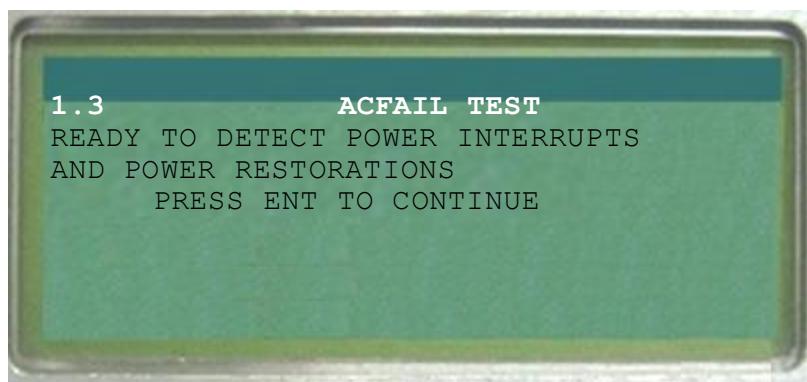 1.3 ACFAIL TEST
READY TO DETECT POWER INTERRUPTS
AND POWER RESTORATIONS
PRESS ENT TO CONTINUE